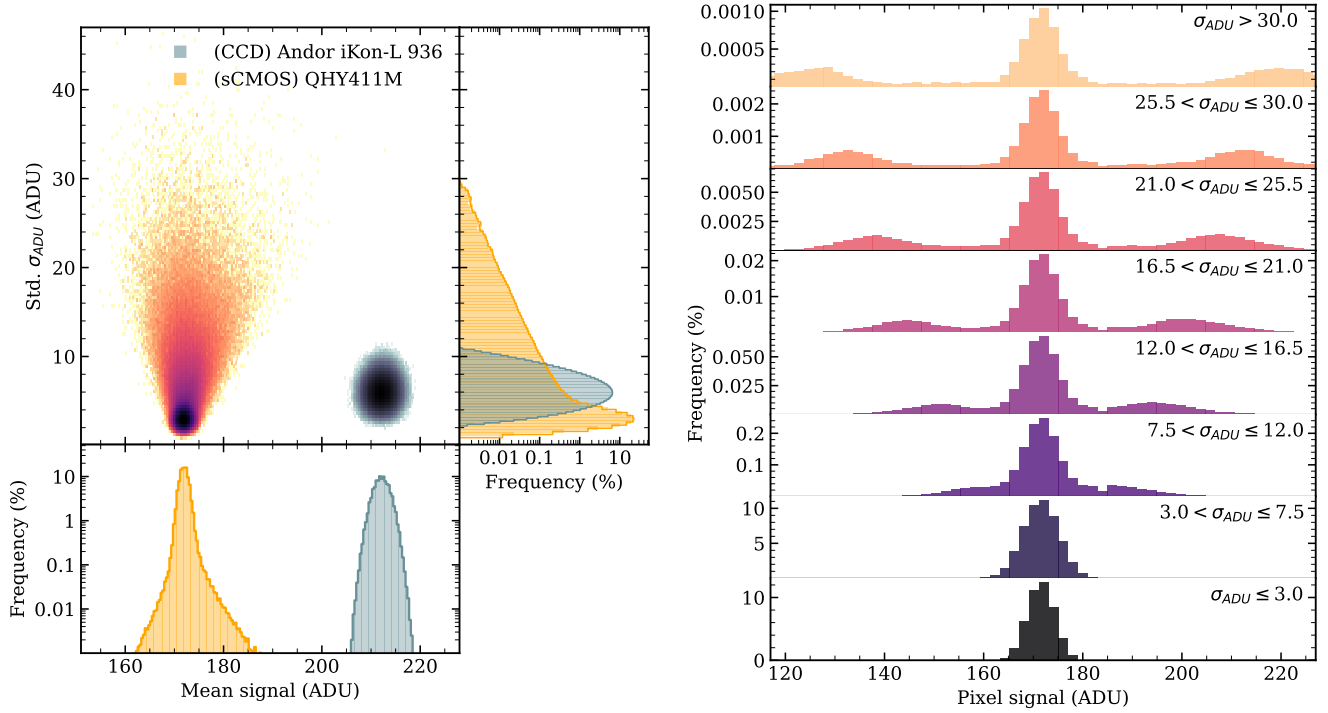 (CCD) Andor iKon-L 936
(sCMOS) QHY411M
Std. σ_ADU (ADU)
40
30
20
10
0.01 0.1 1 10
Frequency (%)
Frequency (%)
10
1
0.1
0.01
160 180 200 220
Mean signal (ADU)
Frequency (%)
0.0010
0.0005
σ_ADU > 30.0
0.002
0.001
25.5 < σ_ADU ≤ 30.0
0.0050
0.0025
21.0 < σ_ADU ≤ 25.5
0.02
0.01
16.5 < σ_ADU ≤ 21.0
0.050
0.025
12.0 < σ_ADU ≤ 16.5
0.2
0.1
7.5 < σ_ADU ≤ 12.0
10
5
3.0 < σ_ADU ≤ 7.5
10
0
σ_ADU ≤ 3.0
120 140 160 180 200 220
Pixel signal (ADU)